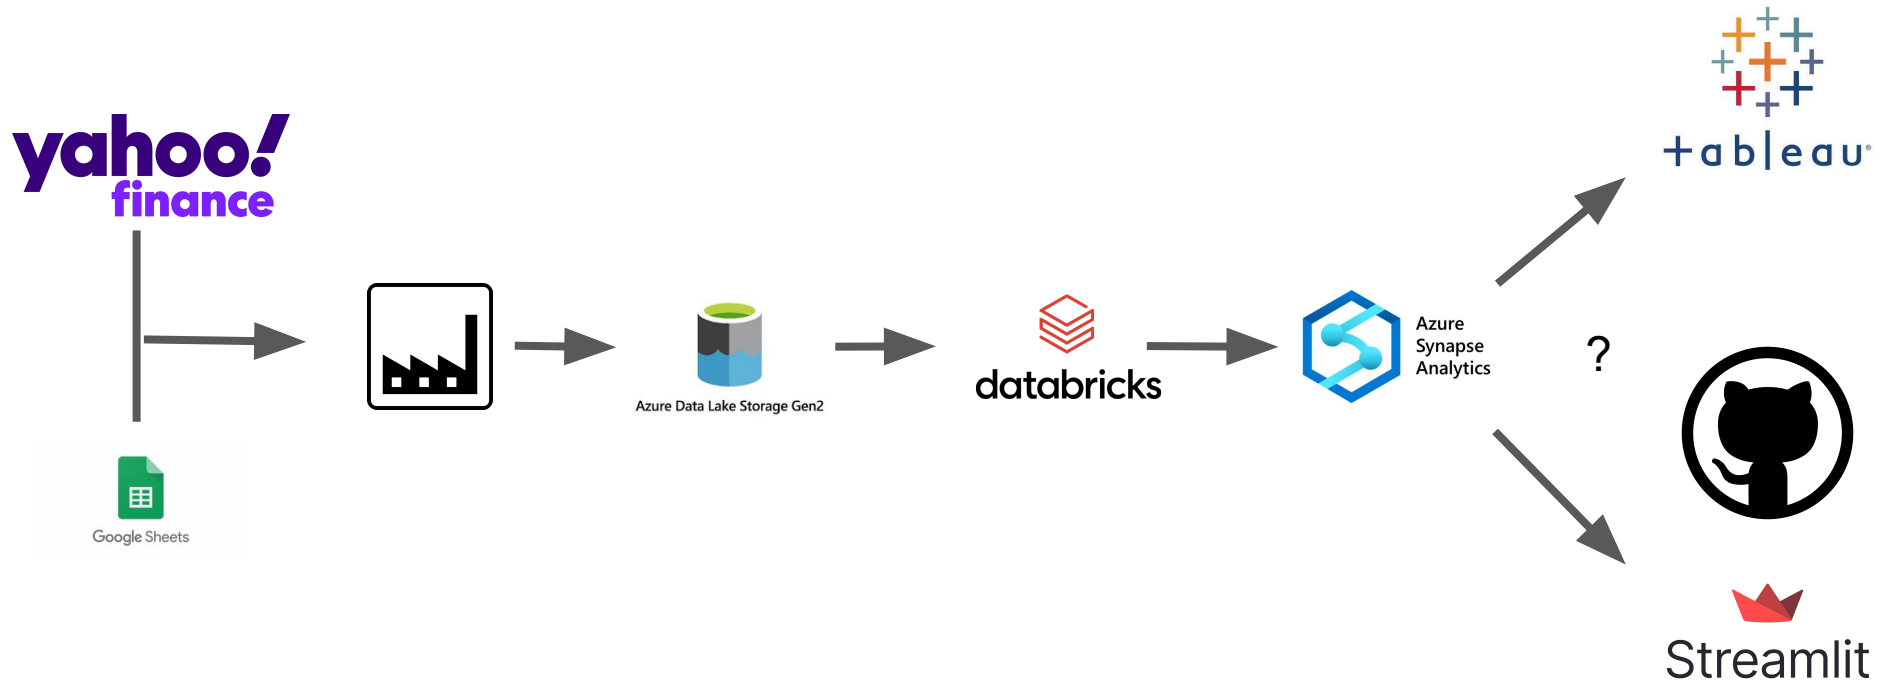 yahoo!
finance
Google Sheets
Azure Data Lake Storage Gen2
databricks
Azure
Synapse
Analytics
?
+ableau®
Streamlit